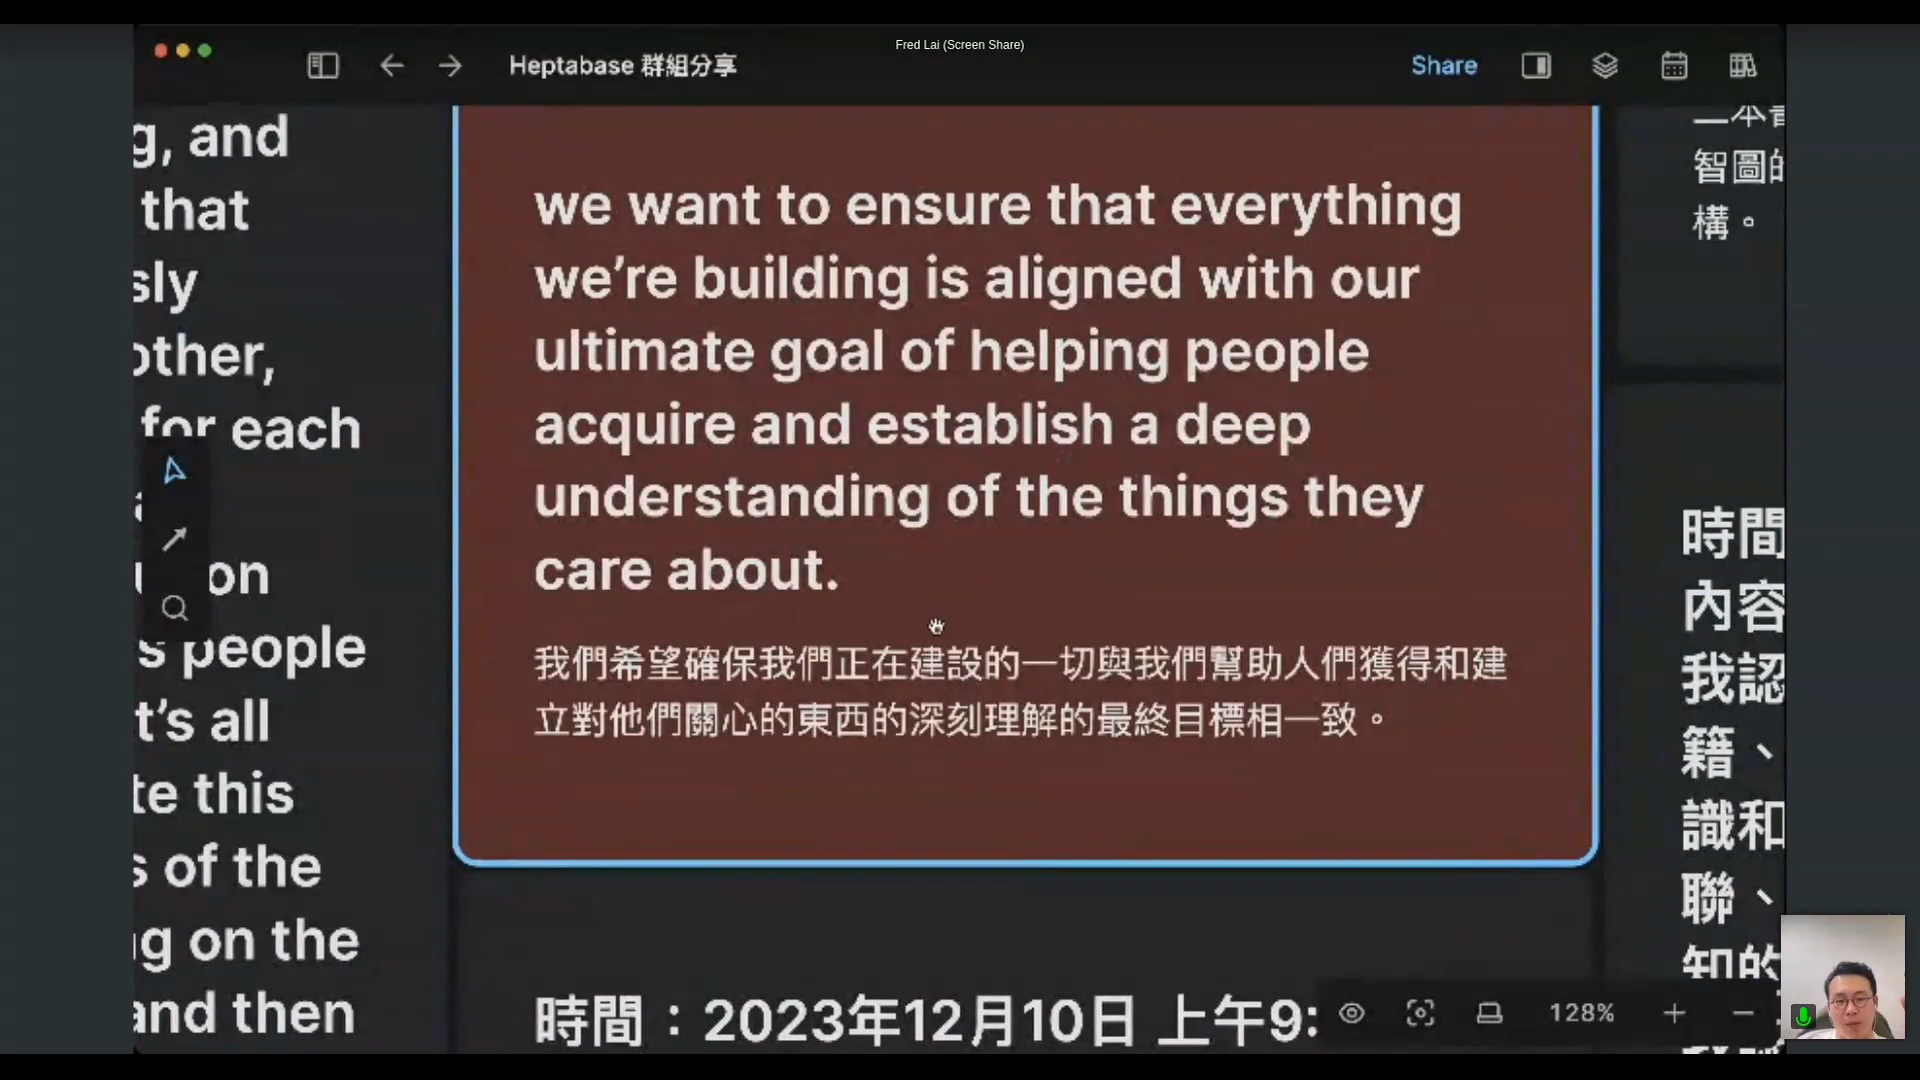 Fred Lai (Screen Share)
Heptabase 群組分享
Share
g, and
that
sly
other,
for each
on
s people
t's all
te this
s of the
g on the
and then
we want to ensure that everything
we're building is aligned with our
ultimate goal of helping people
acquire and establish a deep
understanding of the things they
care about.
我們希望確保我們正在建設的一切與我們幫助人們獲得和建
立對他們關心的東西的深刻理解的最終目標相一致。
時間：2023年12月10日 上午9:
智圖的
構。
時間
內容
我認
籍、
識和
聯、
知的
128%